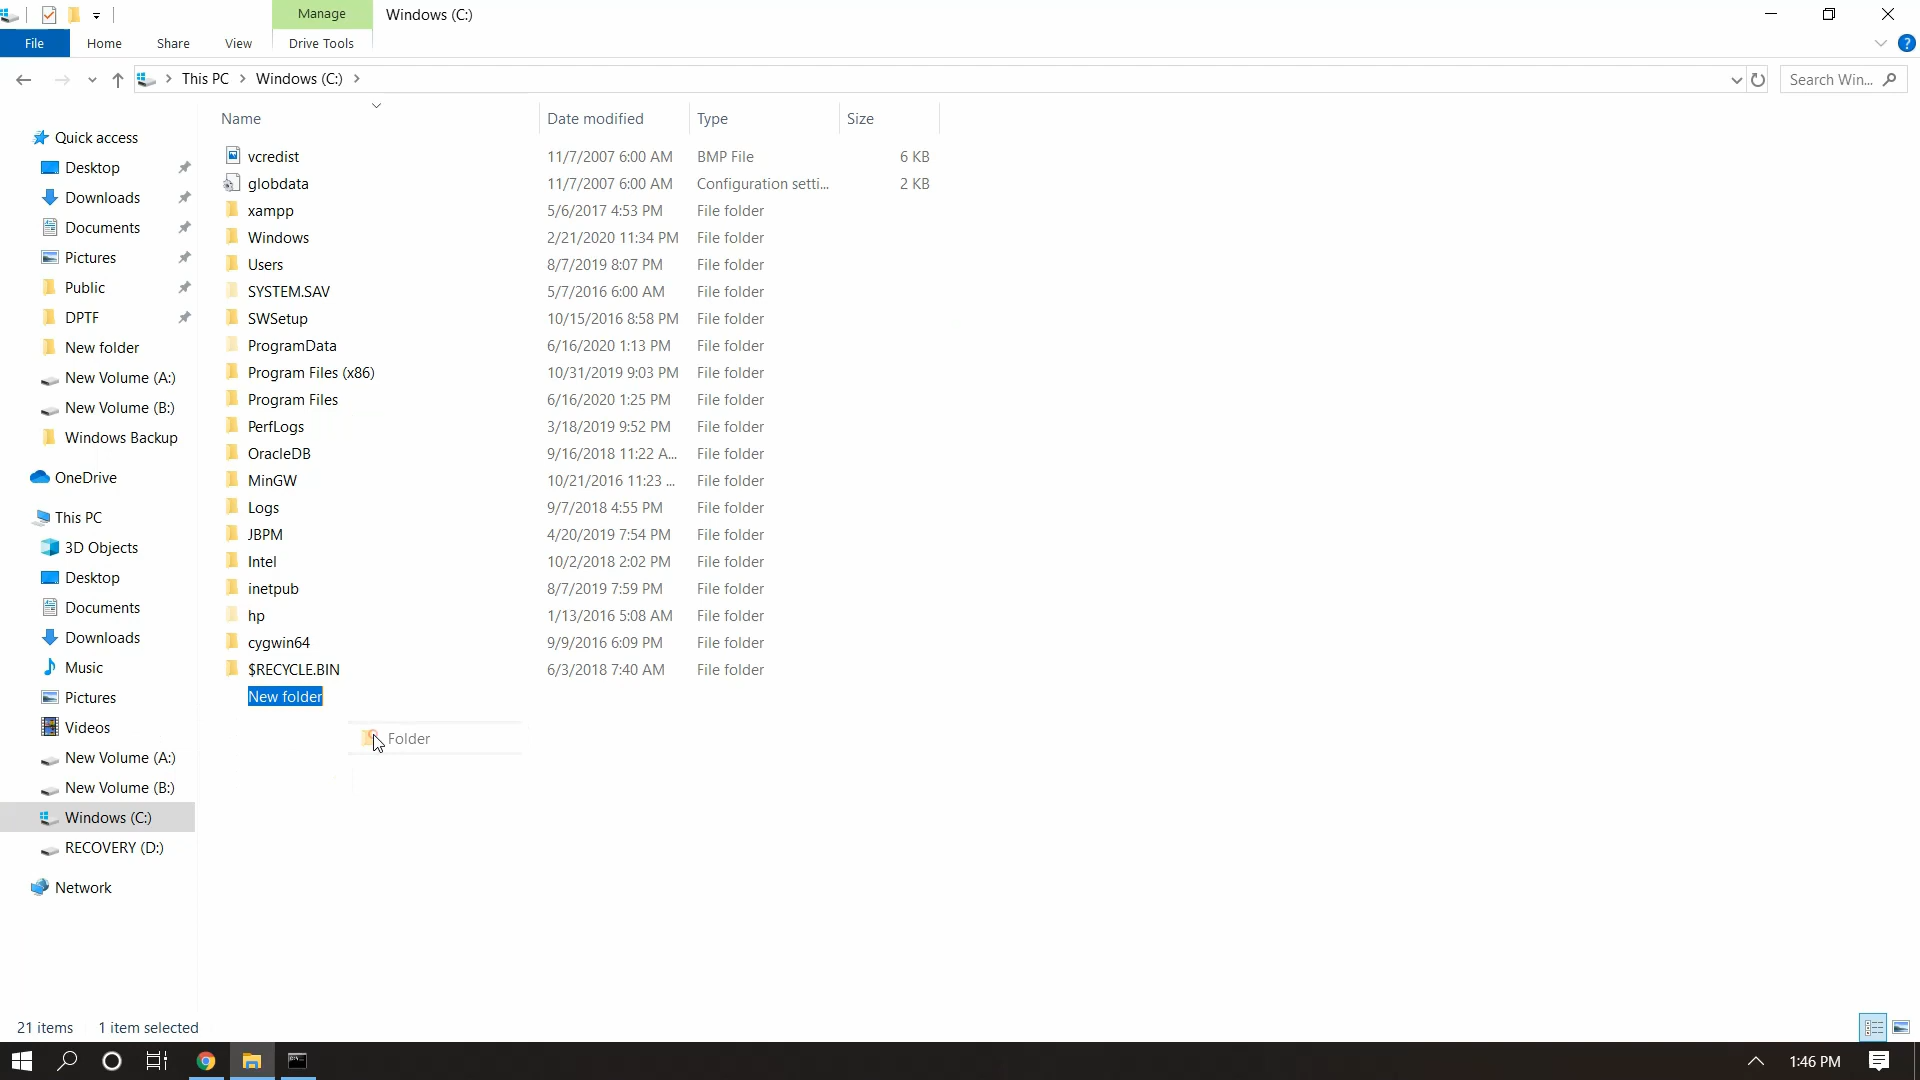 Manage
Windows (C:)
File
Home
Share
View
Drive Tools
This PC
Windows (C:)
Search Win...
Name
Date modified
Type
Size
vcredist 11/7/2007 6:00 AM BMP File 6 KB
globdata 11/7/2007 6:00 AM Configuration setti... 2 KB
xampp 5/6/2017 4:53 PM File folder
Windows 2/21/2020 11:34 PM File folder
Users 8/7/2019 8:07 PM File folder
SYSTEM.SAV 5/7/2016 6:00 AM File folder
SWSetup 10/15/2016 8:58 PM File folder
ProgramData 6/16/2020 1:13 PM File folder
Program Files (x86) 10/31/2019 9:03 PM File folder
Program Files 6/16/2020 1:25 PM File folder
PerfLogs 3/18/2019 9:52 PM File folder
OracleDB 9/16/2018 11:22 A... File folder
MinGW 10/21/2016 11:23 ... File folder
Logs 9/7/2018 4:55 PM File folder
JBPM 4/20/2019 7:54 PM File folder
Intel 10/2/2018 2:02 PM File folder
inetpub 8/7/2019 7:59 PM File folder
hp 1/13/2016 5:08 AM File folder
cygwin64 9/9/2016 6:09 PM File folder
$RECYCLE.BIN 6/3/2018 7:40 AM File folder
New folder
Folder
Quick access
Desktop
Downloads
Documents
Pictures
Public
DPTF
New folder
New Volume (A:)
New Volume (B:)
Windows Backup
OneDrive
This PC
3D Objects
Desktop
Documents
Downloads
Music
Pictures
Videos
New Volume (A:)
New Volume (B:)
Windows (C:)
RECOVERY (D:)
Network
21 items
1 item selected
1:46 PM